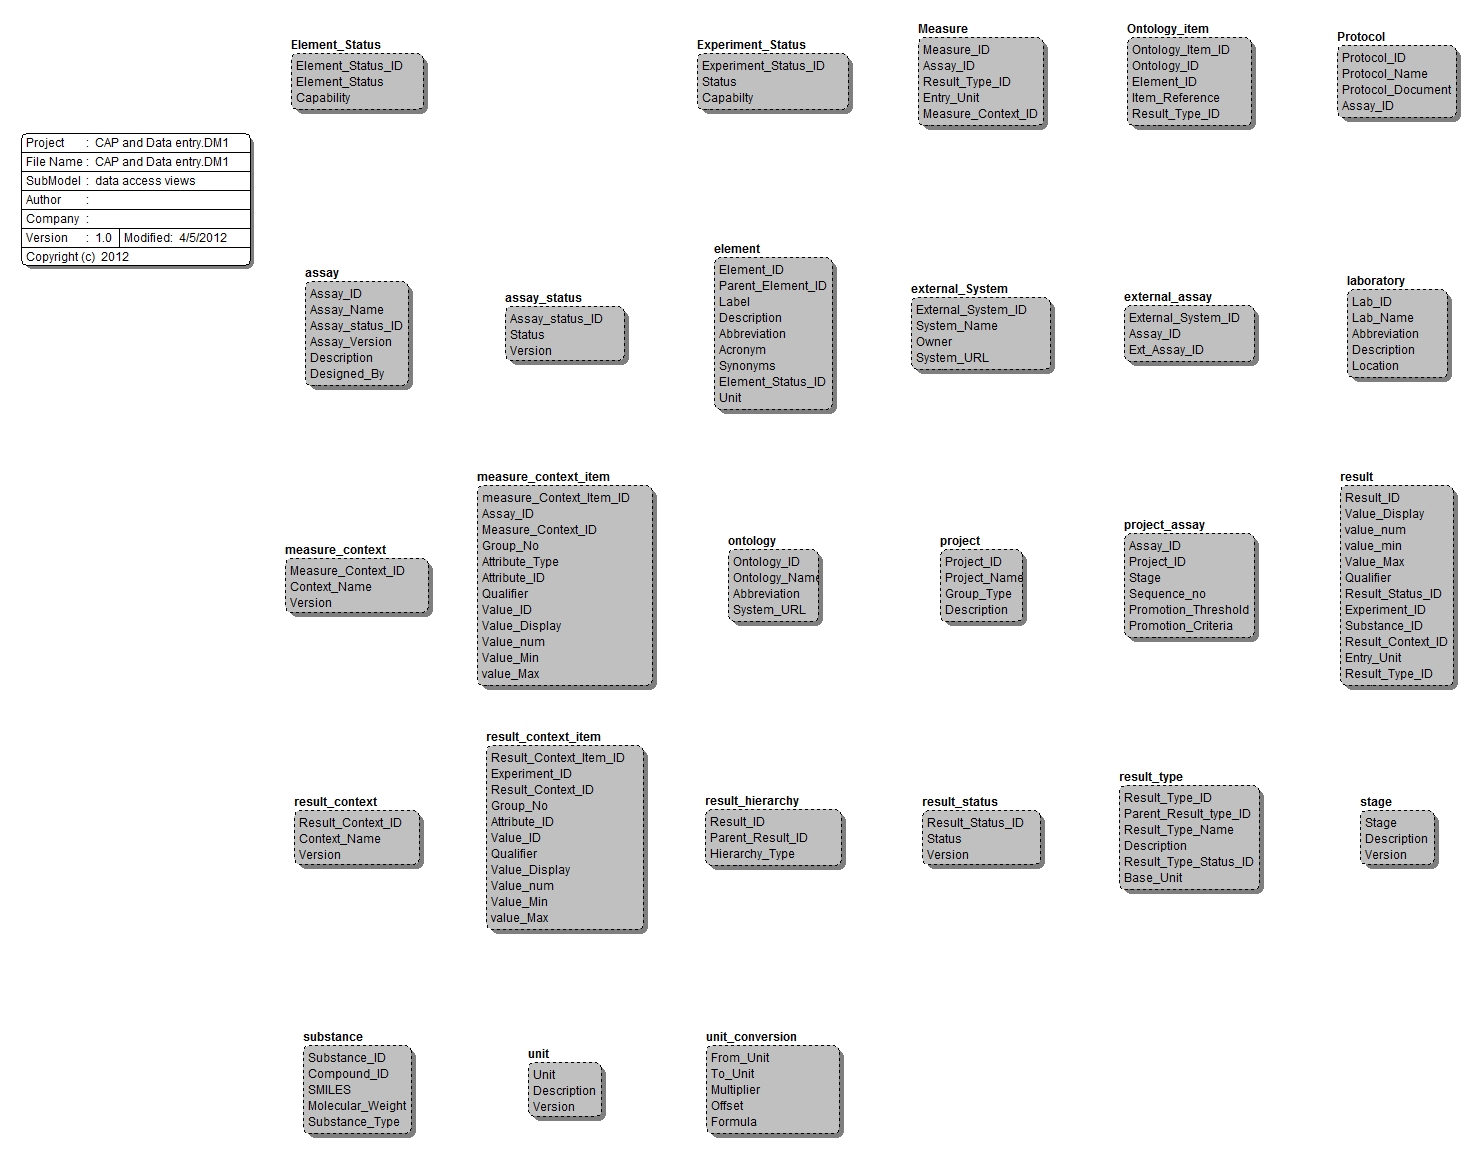 Element_Status
Element_Status_ID
Element_Status
Capability
Experiment_Status
Experiment_Status_ID
Status
Capabilty
Measure
Measure_ID
Assay_ID
Result_Type_ID
Entry_Unit
Measure_Context_ID
Ontology_item
Ontology_Item_ID
Ontology_ID
Element_ID
Item_Reference
Result_Type_ID
Protocol
Protocol_ID
Protocol_Name
Protocol_Document
Assay_ID
Project : CAP and Data entry.DM1
File Name : CAP and Data entry.DM1
SubModel : data access views
Author :
Company :
Version : 1.0 Modified: 4/5/2012
Copyright (c) 2012
assay
Assay_ID
Assay_Name
Assay_status_ID
Assay_Version
Description
Designed_By
assay_status
Assay_status_ID
Status
Version
element
Element_ID
Parent_Element_ID
Label
Description
Abbreviation
Acronym
Synonyms
Element_Status_ID
Unit
external_System
External_System_ID
System_Name
Owner
System_URL
external_assay
External_System_ID
Assay_ID
Ext_Assay_ID
laboratory
Lab_ID
Lab_Name
Abbreviation
Description
Location
measure_context
Measure_Context_ID
Context_Name
Version
measure_context_item
measure_Context_Item_ID
Assay_ID
Measure_Context_ID
Group_No
Attribute_Type
Attribute_ID
Qualifier
Value_ID
Value_Display
Value_num
Value_Min
value_Max
ontology
Ontology_ID
Ontology_Name
Abbreviation
System_URL
project
Project_ID
Project_Name
Group_Type
Description
project_assay
Assay_ID
Project_ID
Stage
Sequence_no
Promotion_Threshold
Promotion_Criteria
result
Result_ID
Value_Display
value_num
value_min
Value_Max
Qualifier
Result_Status_ID
Experiment_ID
Substance_ID
Result_Context_ID
Entry_Unit
Result_Type_ID
result_context
Result_Context_ID
Context_Name
Version
result_context_item
Result_Context_Item_ID
Experiment_ID
Result_Context_ID
Group_No
Attribute_ID
Value_ID
Qualifier
Value_Display
Value_num
Value_Min
value_Max
result_hierarchy
Result_ID
Parent_Result_ID
Hierarchy_Type
result_status
Result_Status_ID
Status
Version
result_type
Result_Type_ID
Parent_Result_type_ID
Result_Type_Name
Description
Result_Type_Status_ID
Base_Unit
stage
Stage
Description
Version
substance
Substance_ID
Compound_ID
SMILES
Molecular_Weight
Substance_Type
unit
Unit
Description
Version
unit_conversion
From_Unit
To_Unit
Multiplier
Offset
Formula